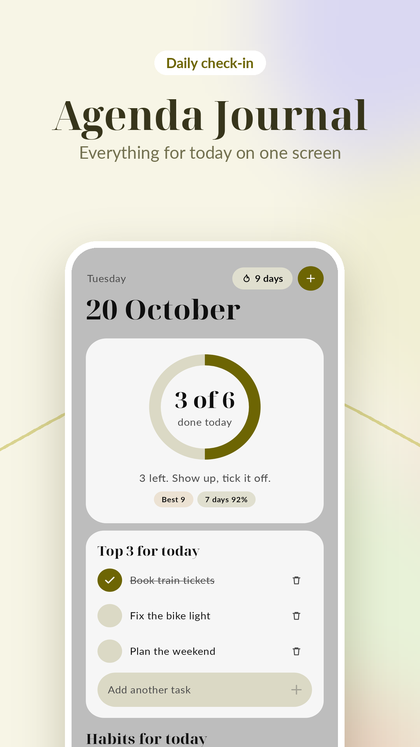 Daily check-in
Agenda Journal
Everything for today on one screen
Tuesday
9 days
20 October
3 of 6
done today
3 left. Show up, tick it off.
Best 9
7 days 92%
Top 3 for today
Book train tickets
Fix the bike light
Plan the weekend
Add another task
Habits for today